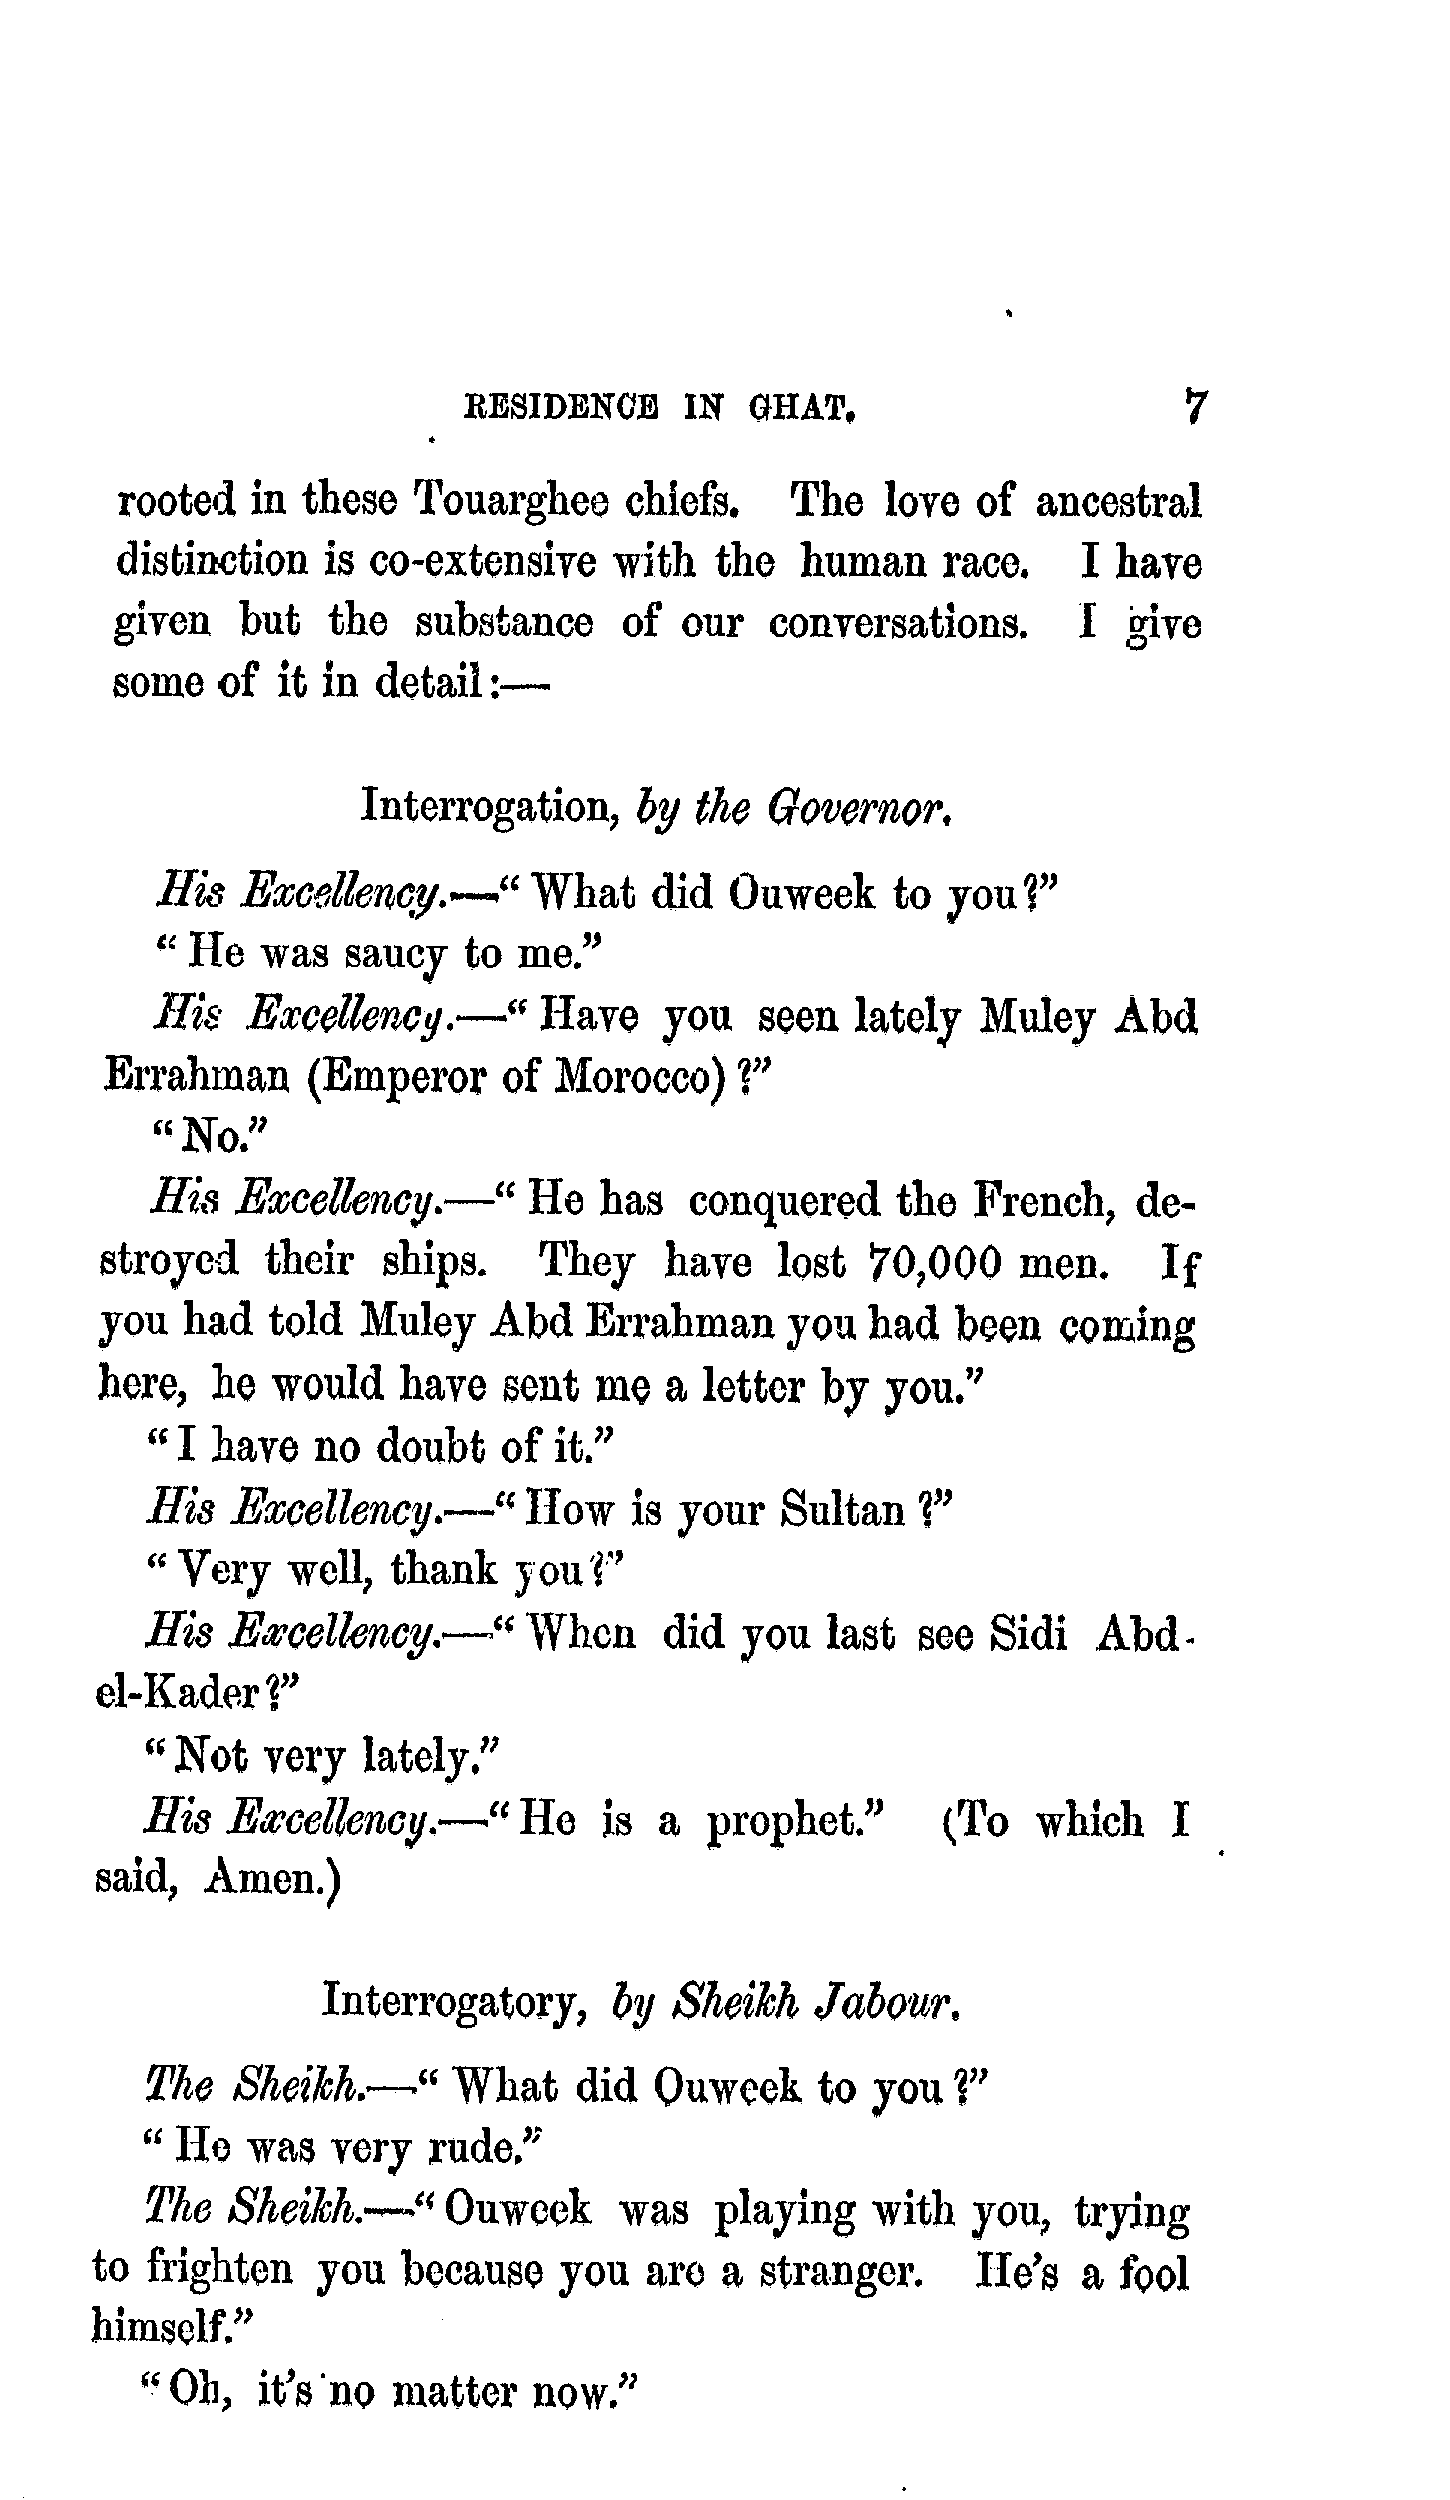 RESIDENCE IN GHAT. 7
rooted in these Touarghee chiefs. The love of ancestral
distinction is co-extensive with the human race. I have
given but the substance of our conversations. I give
some of it in detail:—
Interrogation, by the Governor.
His Excellency.—“ What did Ouweek to you?”
“ He was saucy to me.”
His Excellency.—“ Have you seen lately Muley Abd
Errahman (Emperor of Morocco) ?”
“ No.”
His Excellency.—“ He has conquered the French, de-
stroyed their ships. They have lost 70,000 men. If
you had told Muley Abd Errahman you had been coming
here, he would have sent me a letter by you.”
“ I have no doubt of it.”
His Excellency.—“ How is your Sultan ?”
“ Very well, thank you?”
His Excellency.—“ When did you last see Sidi Abd-
el-Kader ?”
“ Not very lately.”
His Excellency.—“ He is a prophet.” (To which I
said, Amen.)
Interrogatory, by Sheikh Jabour.
The Sheikh.—“ What did Ouweek to you ?”
“ He was very rude.”
The Sheikh.—“ Ouweek was playing with you, trying
to frighten you because you are a stranger. He’s a fool
himself.”
“ Oh, it’s no matter now.”